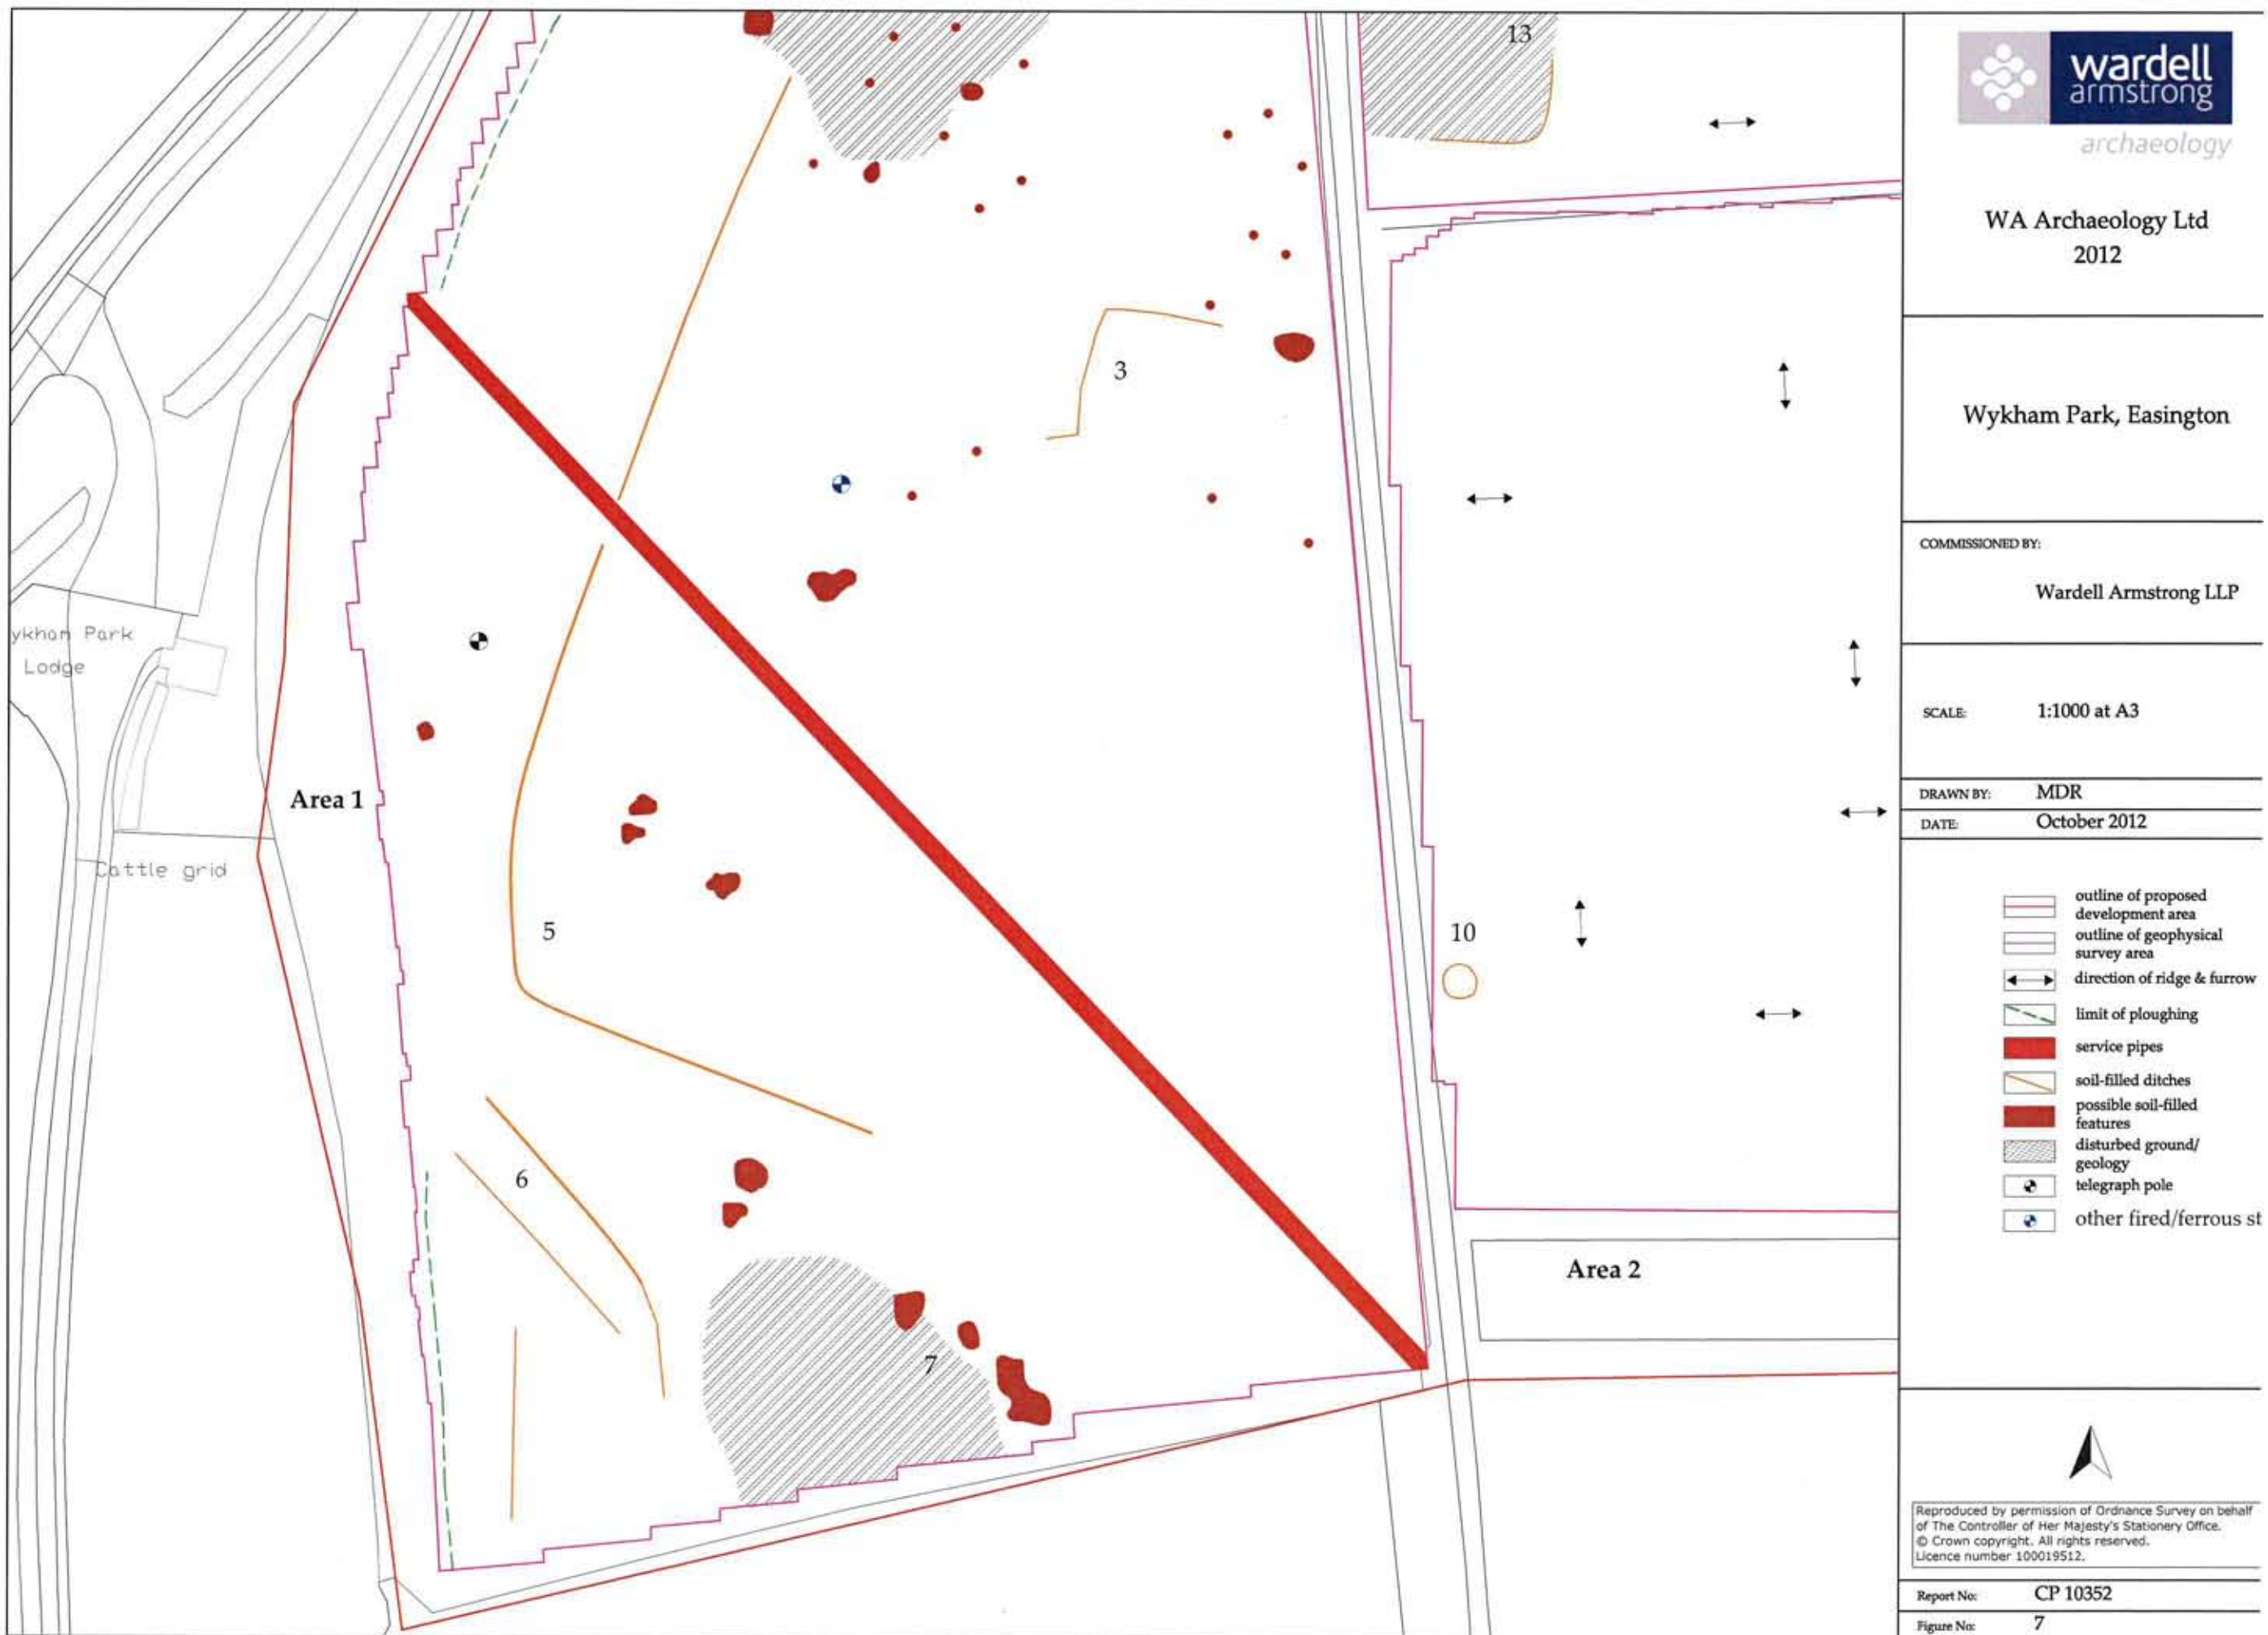 13
3
ykham Park
Lodge
Area 1
Cattle grid
5
10
6
Area 2
7
wardell
armstrong
archaeology
WA Archaeology Ltd
2012
Wykham Park, Easington
COMMISSIONED BY:
Wardell Armstrong LLP
SCALE: 1:1000 at A3
DRAWN BY: MDR
DATE: October 2012
outline of proposed
development area
outline of geophysical
survey area
direction of ridge & furrow
limit of ploughing
service pipes
soil-filled ditches
possible soil-filled
features
disturbed ground/
geology
telegraph pole
other fired/ferrous st
Reproduced by permission of Ordnance Survey on behalf
of The Controller of Her Majesty's Stationery Office.
© Crown copyright. All rights reserved.
Licence number 100019512.
Report No: CP 10352
Figure No: 7